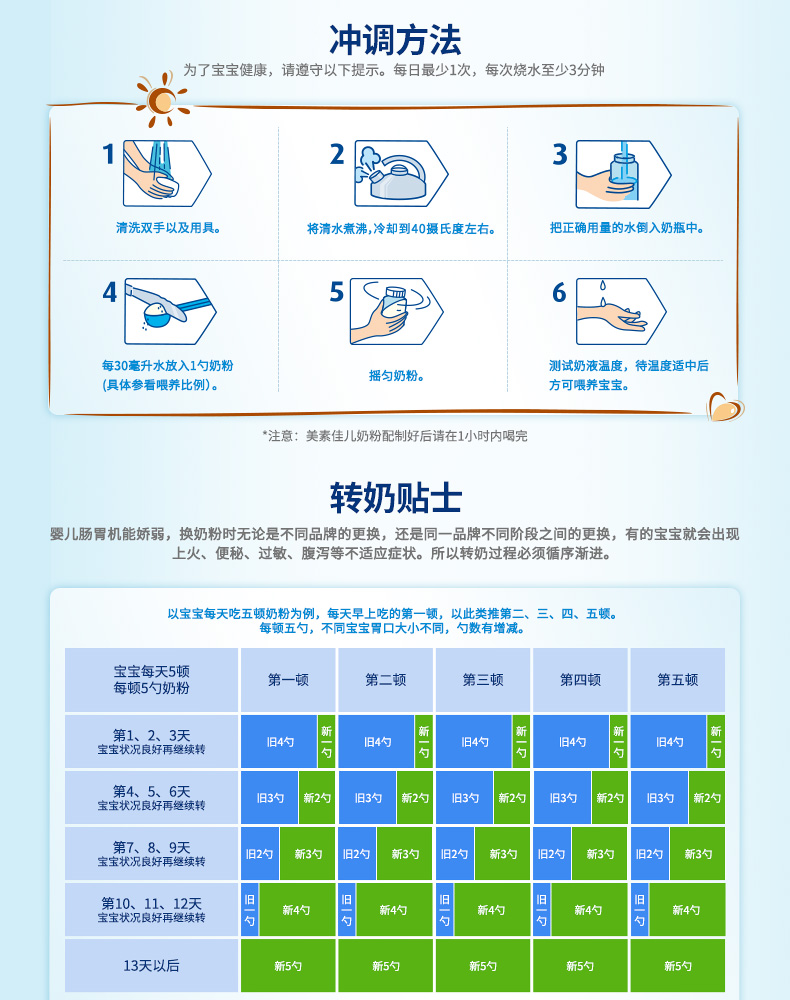 冲调方法
为了宝宝健康，请遵守以下提示。每日最少1次，每次烧水至少3分钟
1
2
3
清洗双手以及用具。
将清水煮沸,冷却到40摄氏度左右。
把正确用量的水倒入奶瓶中。
4
5
6
每30毫升水放入1勺奶粉
(具体参看喂养比例）。
摇匀奶粉。
测试奶液温度，待温度适中后
方可喂养宝宝。
*注意：美素佳儿奶粉配制好后请在1小时内喝完
转奶贴士
婴儿肠胃机能娇弱，换奶粉时无论是不同品牌的更换，还是同一品牌不同阶段之间的更换，有的宝宝就会出现
上火、便秘、过敏、腹泻等不适应症状。所以转奶过程必须循序渐进。
以宝宝每天吃五顿奶粉为例，每天早上吃的第一顿，以此类推第二、三、四、五顿。
每顿五勺，不同宝宝胃口大小不同，勺数有增减。
宝宝每天5顿
每顿5勺奶粉
第一顿
第二顿
第三顿
第四顿
第五顿
第1、2、3天
宝宝状况良好再继续转
旧4勺
新一勺
旧4勺
新一勺
旧4勺
新一勺
旧4勺
新一勺
旧4勺
新一勺
第4、5、6天
宝宝状况良好再继续转
旧3勺
新2勺
旧3勺
新2勺
旧3勺
新2勺
旧3勺
新2勺
旧3勺
新2勺
第7、8、9天
宝宝状况良好再继续转
旧2勺
新3勺
旧2勺
新3勺
旧2勺
新3勺
旧2勺
新3勺
旧2勺
新3勺
第10、11、12天
宝宝状况良好再继续转
旧一勺
新4勺
旧一勺
新4勺
旧一勺
新4勺
旧一勺
新4勺
旧一勺
新4勺
13天以后
新5勺
新5勺
新5勺
新5勺
新5勺